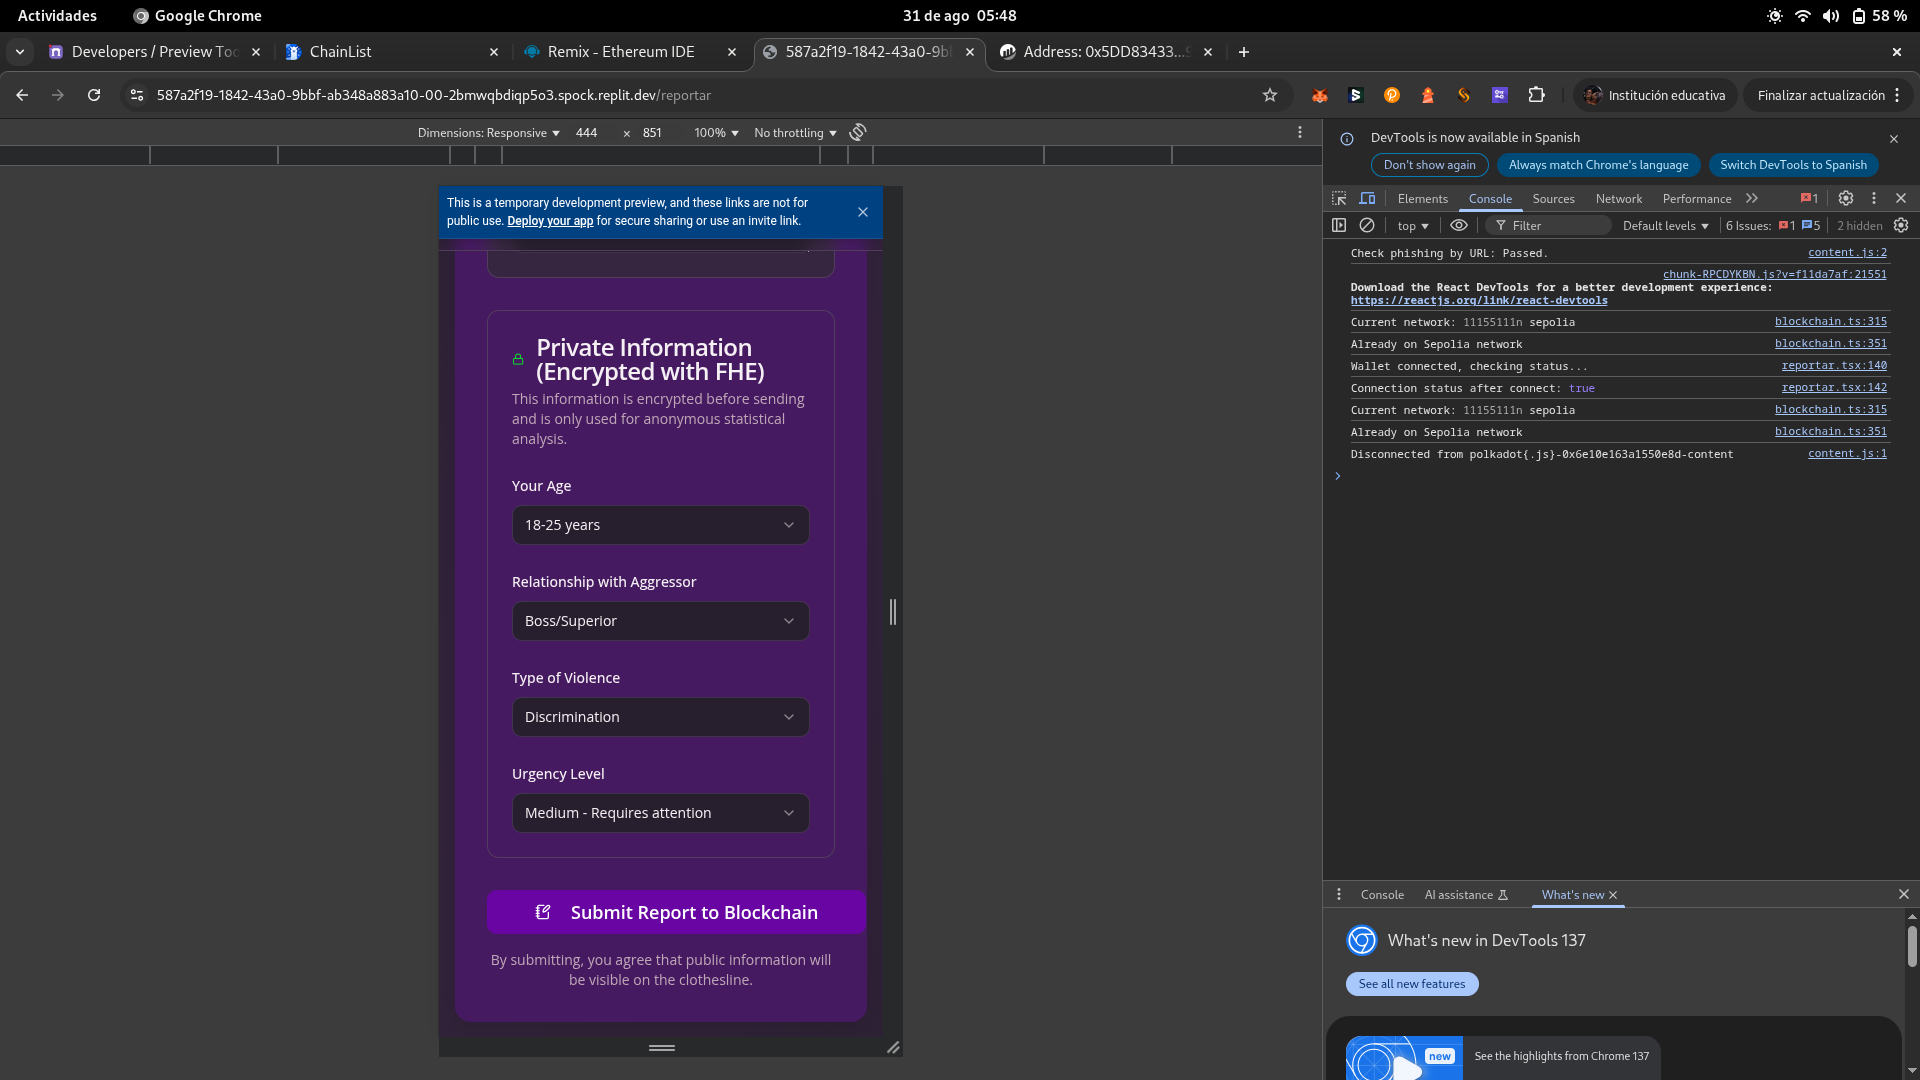 Actividades
Google Chrome
31 de ago 05:48
58 %
Developers / Preview Too
ChainList
Remix - Ethereum IDE
587a2f19-1842-43a0-9b
Address: 0x5DD83433...
587a2f19-1842-43a0-9bbf-ab348a883a10-00-2bmwqbdiqp5o3.spock.replit.dev/reportar
Institución educativa
Finalizar actualización
Dimensions: Responsive
444 × 851
100%
No throttling
This is a temporary development preview, and these links are not for
public use. Deploy your app for secure sharing or use an invite link.
Private Information
(Encrypted with FHE)
This information is encrypted before sending
and is only used for anonymous statistical
analysis.
Your Age
18-25 years
Relationship with Aggressor
Boss/Superior
Type of Violence
Discrimination
Urgency Level
Medium - Requires attention
Submit Report to Blockchain
By submitting, you agree that public information will
be visible on the clothesline.
DevTools is now available in Spanish
Don't show again
Always match Chrome's language
Switch DevTools to Spanish
Elements
Console
Sources
Network
Performance
1
top
Filter
Default levels
6 Issues: 1 5
2 hidden
Check phishing by URL: Passed. content.js:2
chunk-RPCDYKBN.js?v=f11da7af:21551
Download the React DevTools for a better development experience:
https://reactjs.org/link/react-devtools
Current network: 11155111n sepolia blockchain.ts:315
Already on Sepolia network blockchain.ts:351
Wallet connected, checking status... reportar.tsx:140
Connection status after connect: true reportar.tsx:142
Current network: 11155111n sepolia blockchain.ts:315
Already on Sepolia network blockchain.ts:351
Disconnected from polkadot{.js}-0x6e10e163a1550e8d-content content.js:1
Console
AI assistance
What's new
What's new in DevTools 137
See all new features
new
See the highlights from Chrome 137